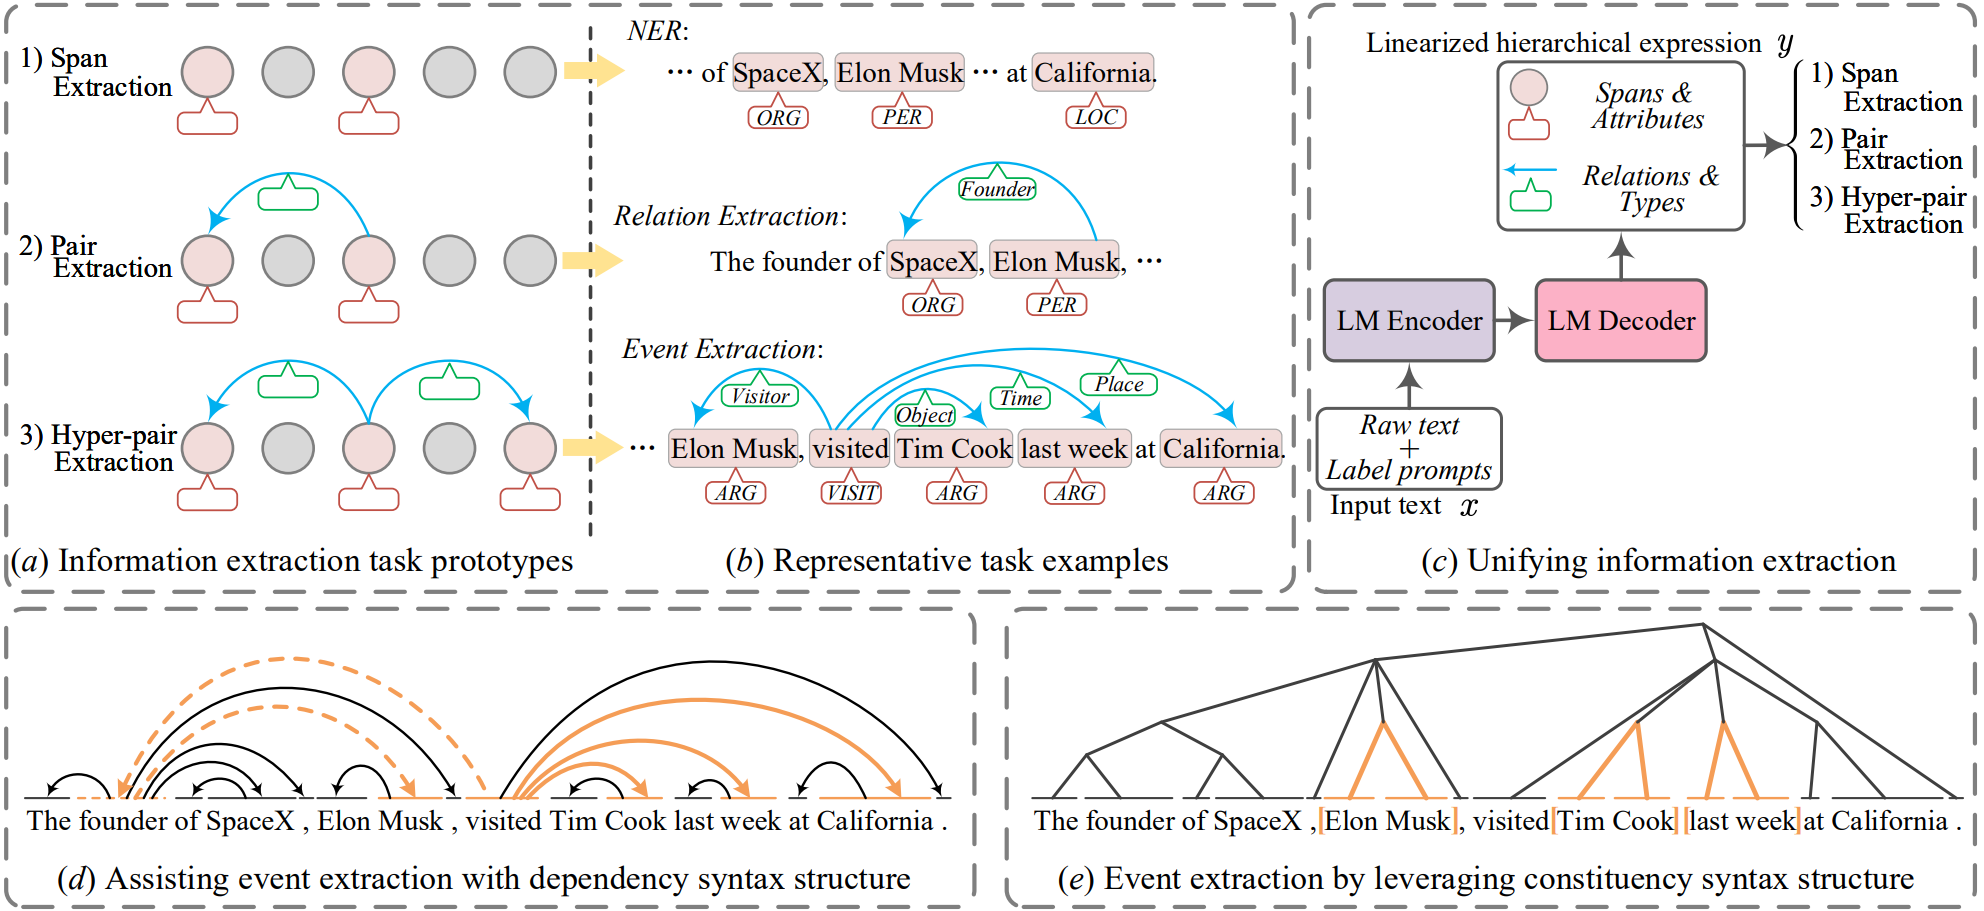 1) Span
Extraction
2) Pair
Extraction
3) Hyper-pair
Extraction
(a) Information extraction task prototypes
NER:
··· of SpaceX, Elon Musk ··· at California.
ORG PER LOC
Founder
Relation Extraction:
The founder of SpaceX, Elon Musk, ···
ORG PER
Event Extraction:
Visitor Object Time Place
··· Elon Musk, visited Tim Cook last week at California.
ARG VISIT ARG ARG ARG
(b) Representative task examples
Linearized hierarchical expression y
Spans &
Attributes
Relations &
Types
1) Span
Extraction
2) Pair
Extraction
3) Hyper-pair
Extraction
LM Encoder
LM Decoder
Raw text
+
Label prompts
Input text x
(c) Unifying information extraction
The founder of SpaceX , Elon Musk , visited Tim Cook last week at California .
(d) Assisting event extraction with dependency syntax structure
The founder of SpaceX ,[Elon Musk], visited[Tim Cook][last week]at California .
(e) Event extraction by leveraging constituency syntax structure